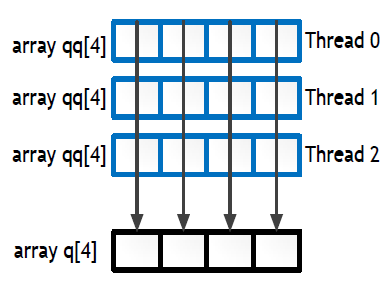 array qq[4] Thread 0
array qq[4] Thread 1
array qq[4] Thread 2
array q[4]